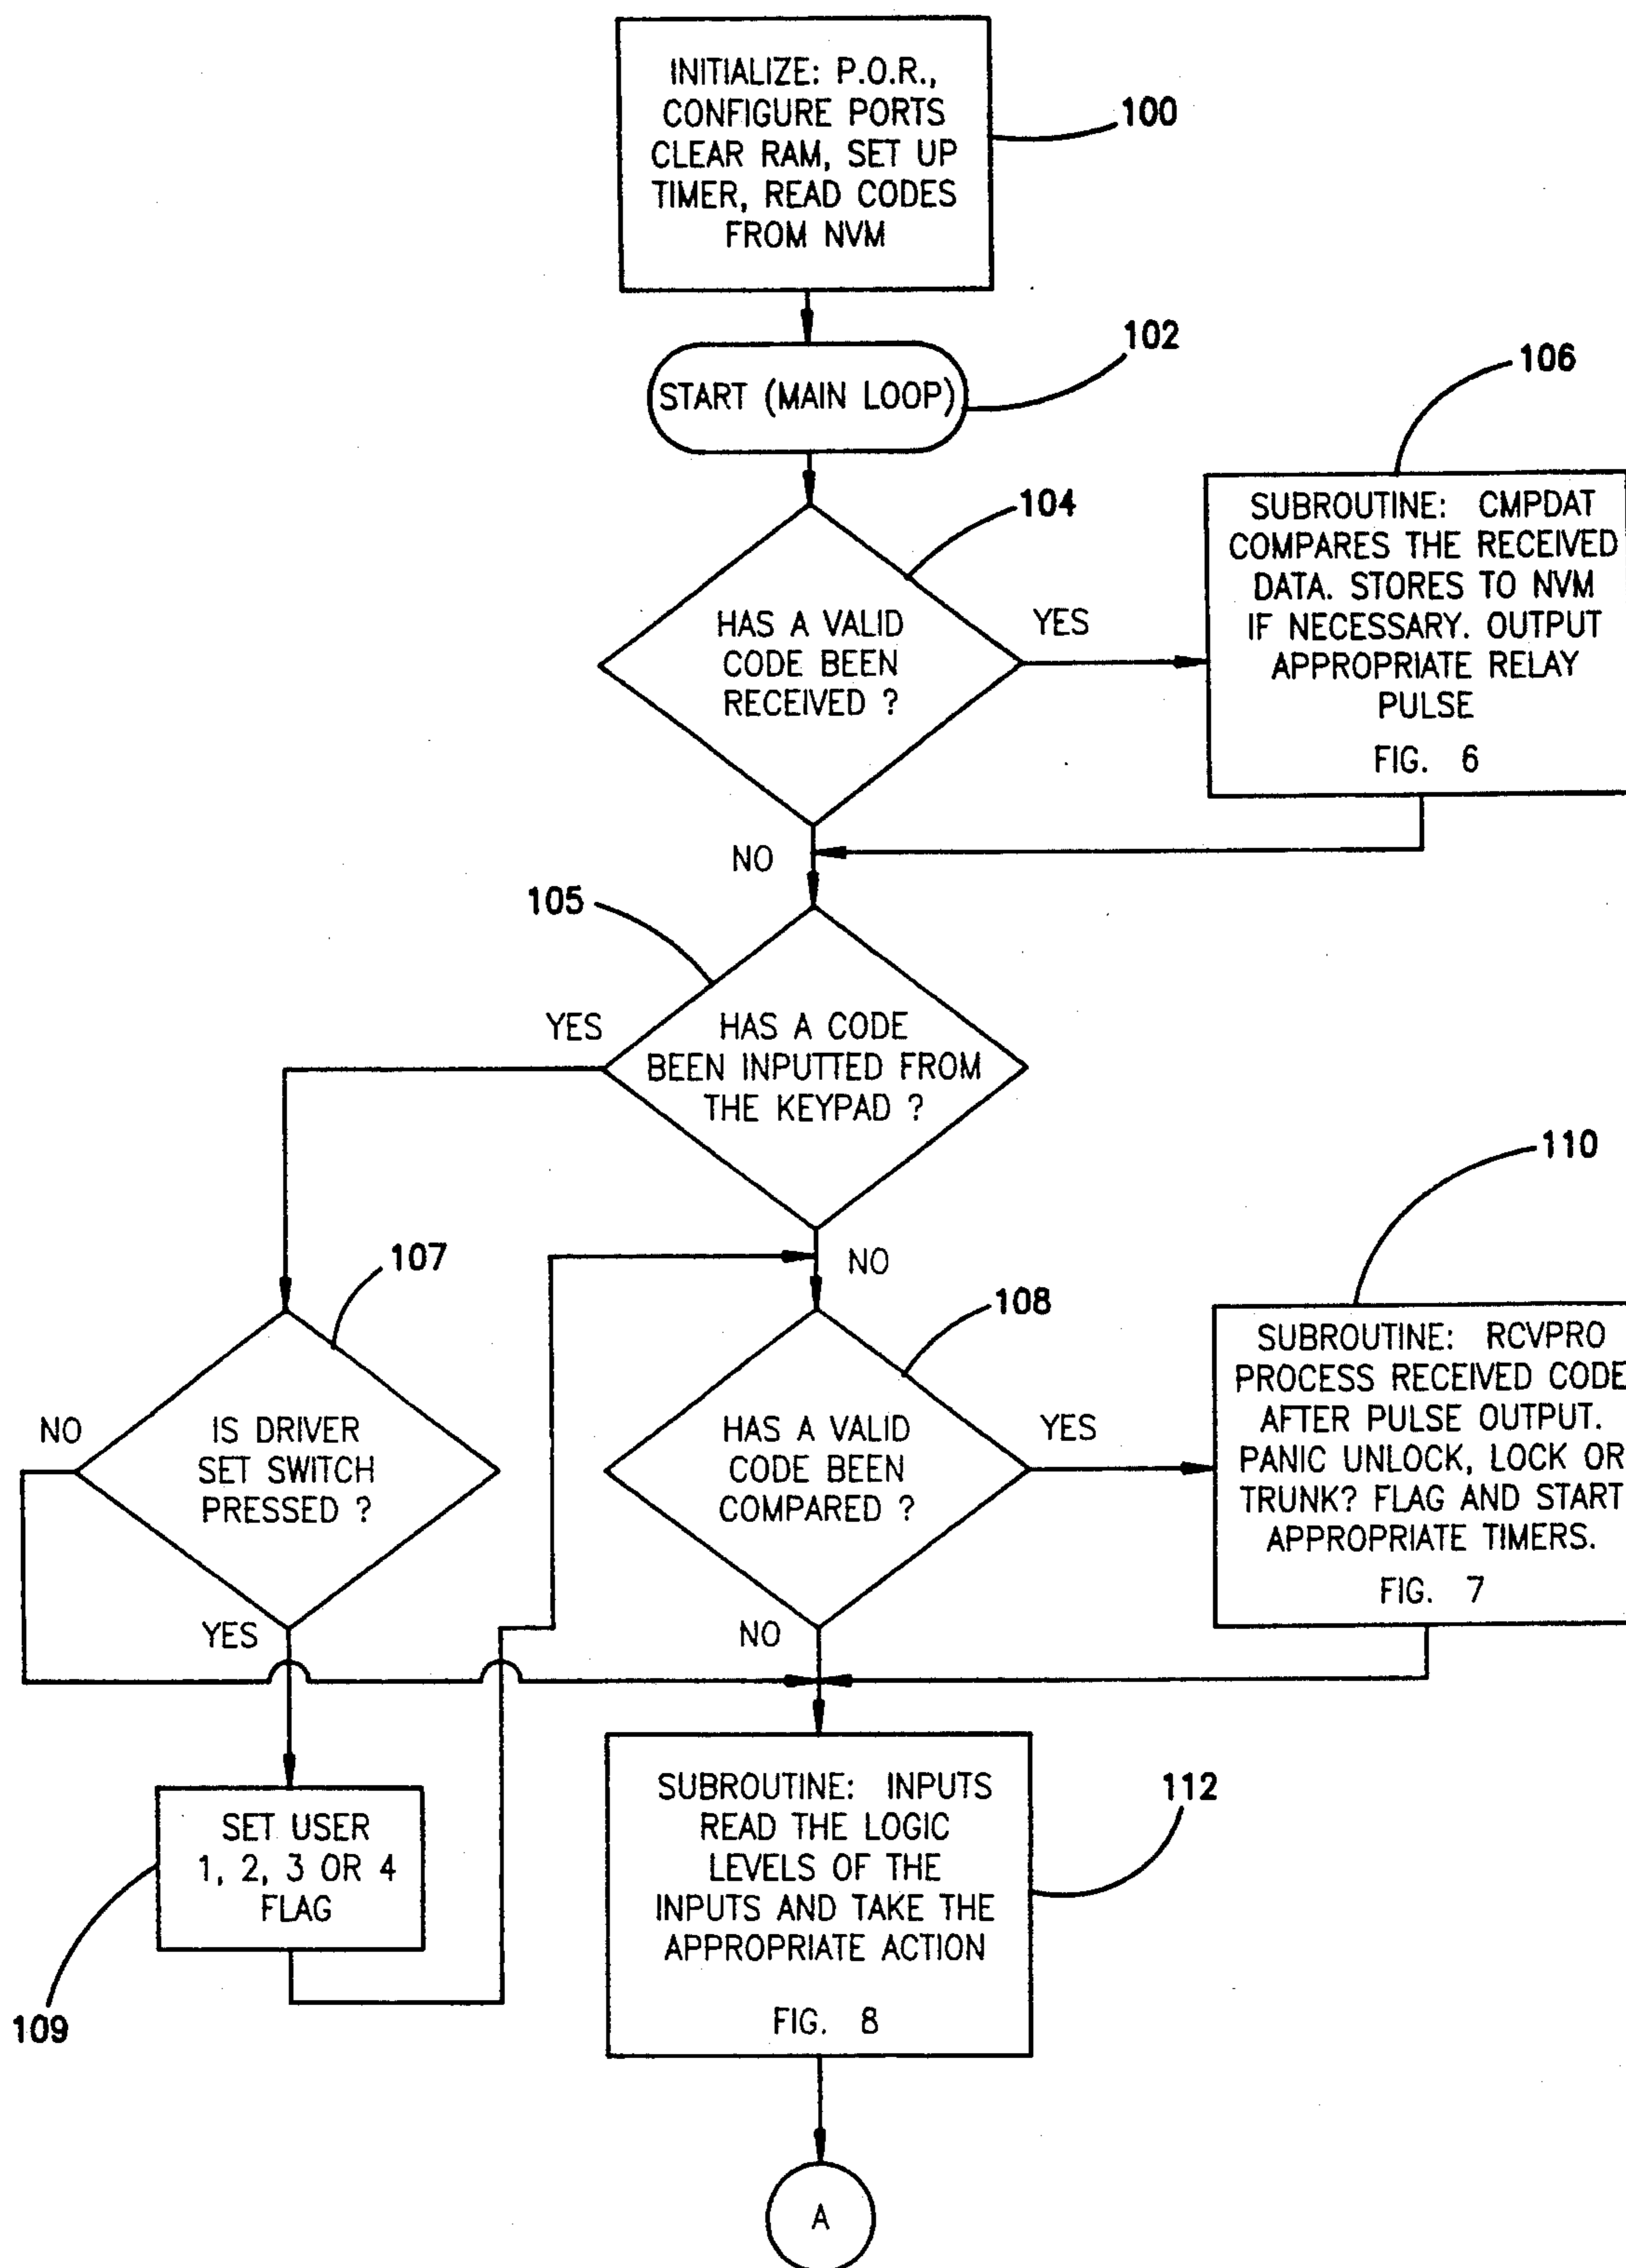 INITIALIZE: P.O.R.,
CONFIGURE PORTS
CLEAR RAM, SET UP
TIMER, READ CODES
FROM NVM
100
START (MAIN LOOP)
102
HAS A VALID
CODE BEEN
RECEIVED ?
104
YES
NO
SUBROUTINE: CMPDAT
COMPARES THE RECEIVED
DATA. STORES TO NVM
IF NECESSARY. OUTPUT
APPROPRIATE RELAY
PULSE
FIG. 6
106
105
HAS A CODE
BEEN INPUTTED FROM
THE KEYPAD ?
YES
NO
107
IS DRIVER
SET SWITCH
PRESSED ?
NO
YES
108
HAS A VALID
CODE BEEN
COMPARED ?
YES
NO
110
SUBROUTINE: RCVPRO
PROCESS RECEIVED CODE
AFTER PULSE OUTPUT.
PANIC UNLOCK, LOCK OR
TRUNK? FLAG AND START
APPROPRIATE TIMERS.
FIG. 7
SET USER
1, 2, 3 OR 4
FLAG
109
SUBROUTINE: INPUTS
READ THE LOGIC
LEVELS OF THE
INPUTS AND TAKE THE
APPROPRIATE ACTION
FIG. 8
112
A